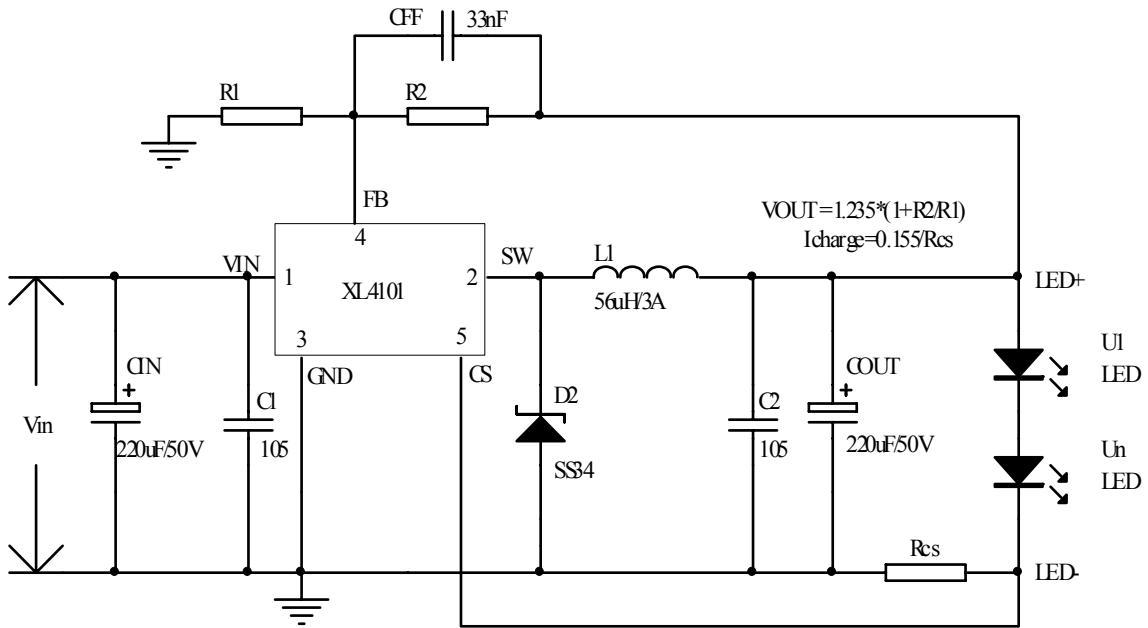 CFF 33nF
R1 R2
FB
4
VOUT=1.235*(1+R2/R1)
Icharge=0.155/Rcs
VIN 1 XL4101 2 SW L1 LED+
56uH/3A
3 5
GND CS
CIN + C1 D2 C2 COUT + U1
LED
Vin 220uF/50V 105 SS34 105 220uF/50V Un
LED
Rcs LED-